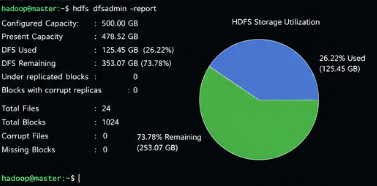 hadoop@master:~$ hdfs dfsadmin -report
Configured Capacity: : 500.00 GB
Present Capacity : 478.52 GB
DFS Used : 125.45 GB (26.22%)
DFS Remaining : 353.07 GB (73.78%)
Under replicated blocks : 0
Blocks with corrupt replicas : 0
Total Files : 24
Total Blocks : 1024
Corrupt Files : 0
Missing Blocks : 0
hadoop@master:~$
HDFS Storage Utilization
26.22% Used
(125.45 GB)
73.78% Remaining
(253.07 GB)